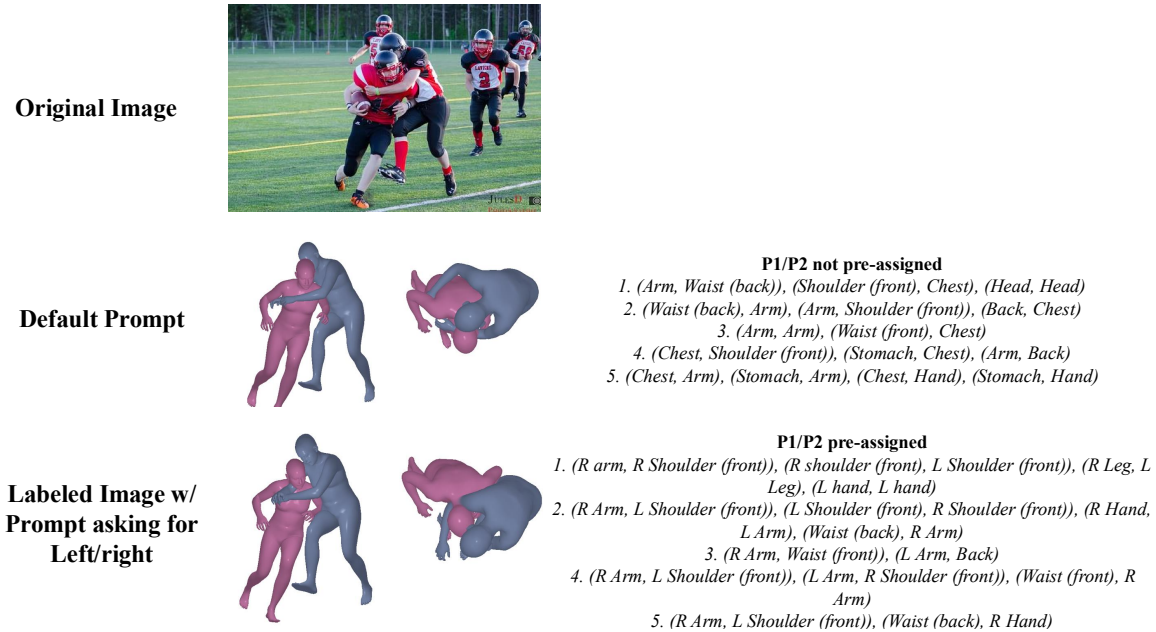 Original Image
JULESD
Default Prompt
P1/P2 not pre-assigned
1. (Arm, Waist (back)), (Shoulder (front), Chest), (Head, Head)
2. (Waist (back), Arm), (Arm, Shoulder (front)), (Back, Chest)
3. (Arm, Arm), (Waist (front), Chest)
4. (Chest, Shoulder (front)), (Stomach, Chest), (Arm, Back)
5. (Chest, Arm), (Stomach, Arm), (Chest, Hand), (Stomach, Hand)
Labeled Image w/
Prompt asking for
Left/right
P1/P2 pre-assigned
1. (R arm, R Shoulder (front)), (R shoulder (front), L Shoulder (front)), (R Leg, L
Leg), (L hand, L hand)
2. (R Arm, L Shoulder (front)), (L Shoulder (front), R Shoulder (front)), (R Hand,
L Arm), (Waist (back), R Arm)
3. (R Arm, Waist (front)), (L Arm, Back)
4. (R Arm, L Shoulder (front)), (L Arm, R Shoulder (front)), (Waist (front), R
Arm)
5. (R Arm, L Shoulder (front)), (Waist (back), R Hand)